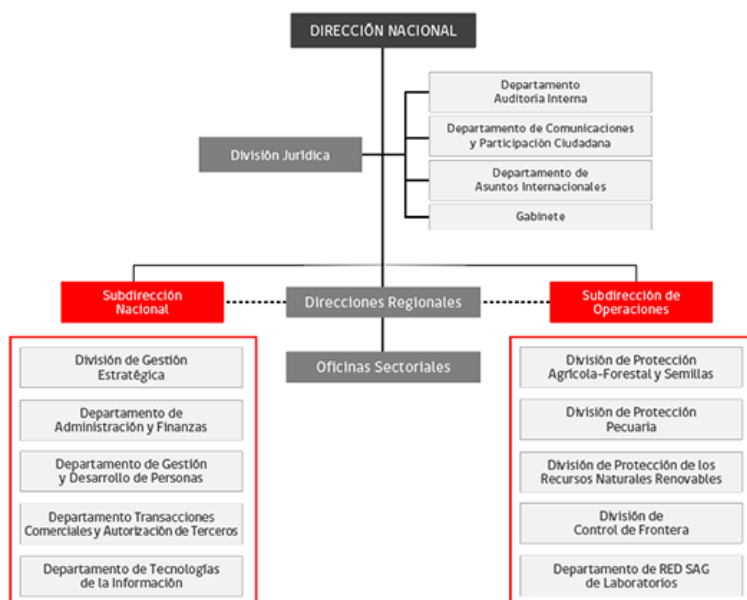 DIRECCIÓN NACIONAL
Departamento
Auditoría Interna
Departamento de Comunicaciones
y Participación Ciudadana
División Jurídica
Departamento de
Asuntos Internacionales
Gabinete
Subdirección
Nacional
Direcciones Regionales
Subdirección de
Operaciones
Oficinas Sectoriales
División de Gestión
Estratégica
Departamento de
Administración y Finanzas
Departamento de Gestión
y Desarrollo de Personas
Departamento Transacciones
Comerciales y Autorización de Terceros
Departamento de Tecnologías
de la Información
División de Protección
Agrícola-Forestal y Semillas
División de Protección
Pecuaria
División de Protección de los
Recursos Naturales Renovables
División de
Control de Frontera
Departamento de RED SAG
de Laboratorios